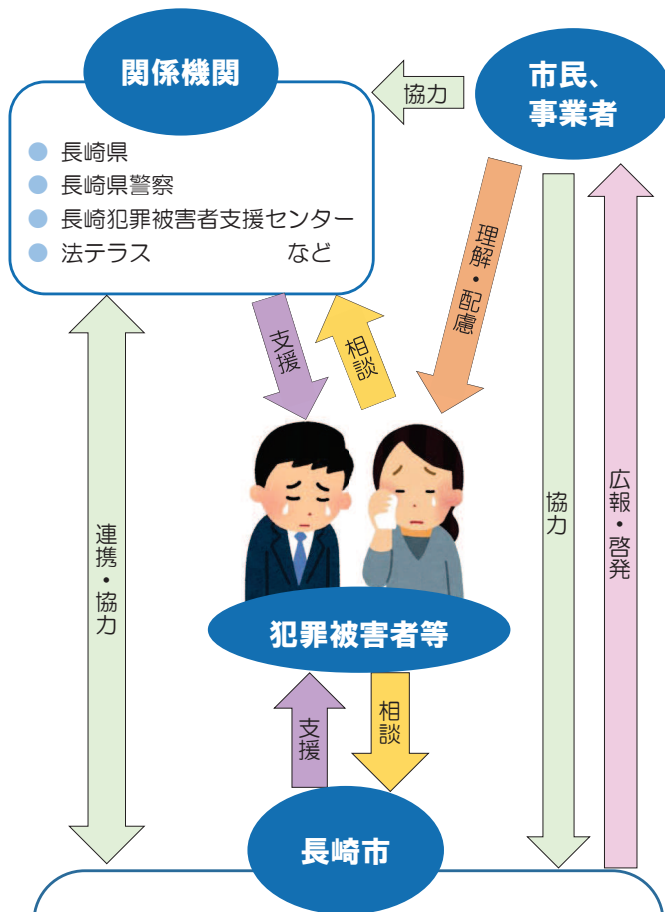 関係機関
市民、
事業者
協力
長崎県
長崎県警察
長崎犯罪被害者支援センター
法テラス など
支援
相談
理解・配慮
連携・協力
協力
広報・啓発
犯罪被害者等
支援
相談
長崎市